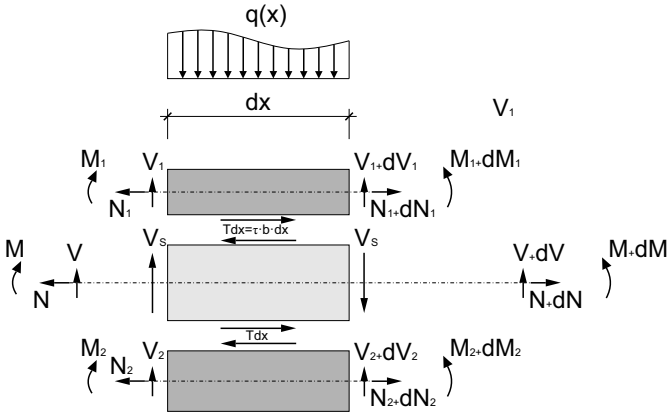 q(x)
dx
V₁
M₁ V₁ V₁+dV₁ M₁+dM₁
N₁ N₁+dN₁
Tdx=τ·b·dx
M V Vₛ Vₛ V+dV M+dM
N N+dN
Tdx
M₂ V₂ V₂+dV₂ M₂+dM₂
N₂ N₂+dN₂